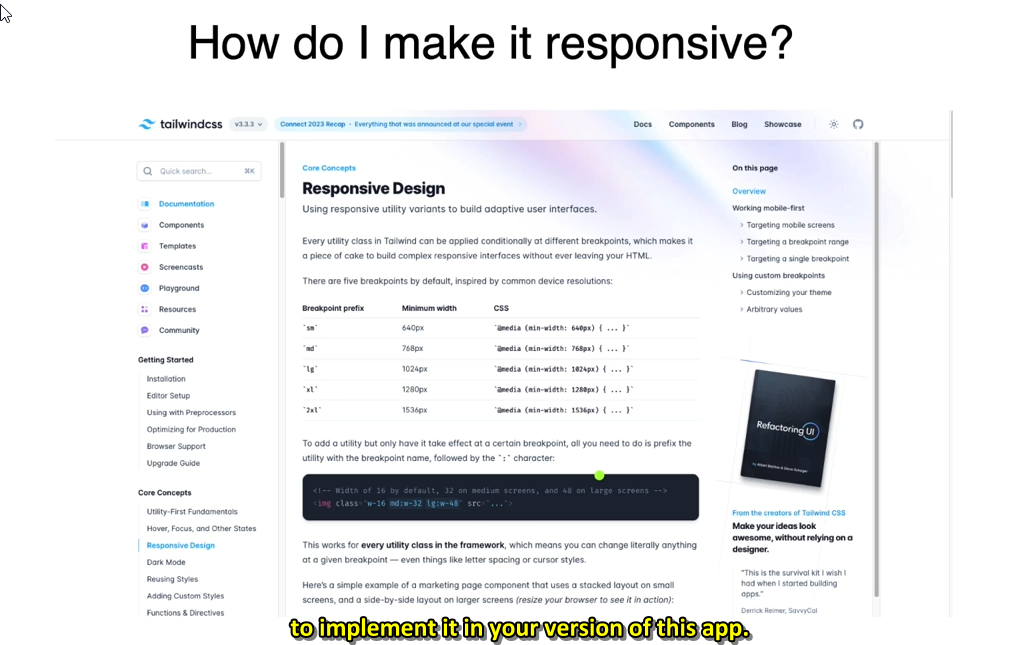 How do I make it responsive?
tailwindcss
v3.3.3
Connect 2023 Recap • Everything that was announced at our special event
Docs Components Blog Showcase
Quick search... ⌘K
Documentation
Components
Templates
Screencasts
Playground
Resources
Community
Getting Started
Installation
Editor Setup
Using with Preprocessors
Optimizing for Production
Browser Support
Upgrade Guide
Core Concepts
Utility-First Fundamentals
Hover, Focus, and Other States
Responsive Design
Dark Mode
Reusing Styles
Adding Custom Styles
Functions & Directives
Core Concepts
Responsive Design
Using responsive utility variants to build adaptive user interfaces.
Every utility class in Tailwind can be applied conditionally at different breakpoints, which makes it
a piece of cake to build complex responsive interfaces without ever leaving your HTML.
There are five breakpoints by default, inspired by common device resolutions:
Breakpoint prefix Minimum width CSS
`sm` 640px `@media (min-width: 640px) { ... }`
`md` 768px `@media (min-width: 768px) { ... }`
`lg` 1024px `@media (min-width: 1024px) { ... }`
`xl` 1280px `@media (min-width: 1280px) { ... }`
`2xl` 1536px `@media (min-width: 1536px) { ... }`
To add a utility but only have it take effect at a certain breakpoint, all you need to do is prefix the
utility with the breakpoint name, followed by the `:` character:
<!-- Width of 16 by default, 32 on medium screens, and 48 on large screens -->
<img class="w-16 md:w-32 lg:w-48" src="...">
This works for every utility class in the framework, which means you can change literally anything
at a given breakpoint — even things like letter spacing or cursor styles.
Here's a simple example of a marketing page component that uses a stacked layout on small
screens, and a side-by-side layout on larger screens (resize your browser to see it in action):
On this page
Overview
Working mobile-first
Targeting mobile screens
Targeting a breakpoint range
Targeting a single breakpoint
Using custom breakpoints
Customizing your theme
Arbitrary values
Refactoring UI
by Adam Wathan & Steve Schoger
From the creators of Tailwind CSS
Make your ideas look
awesome, without relying on a
designer.
"This is the survival kit I wish I
had when I started building
apps."
Derrick Reimer, SavvyCal
to implement it in your version of this app.